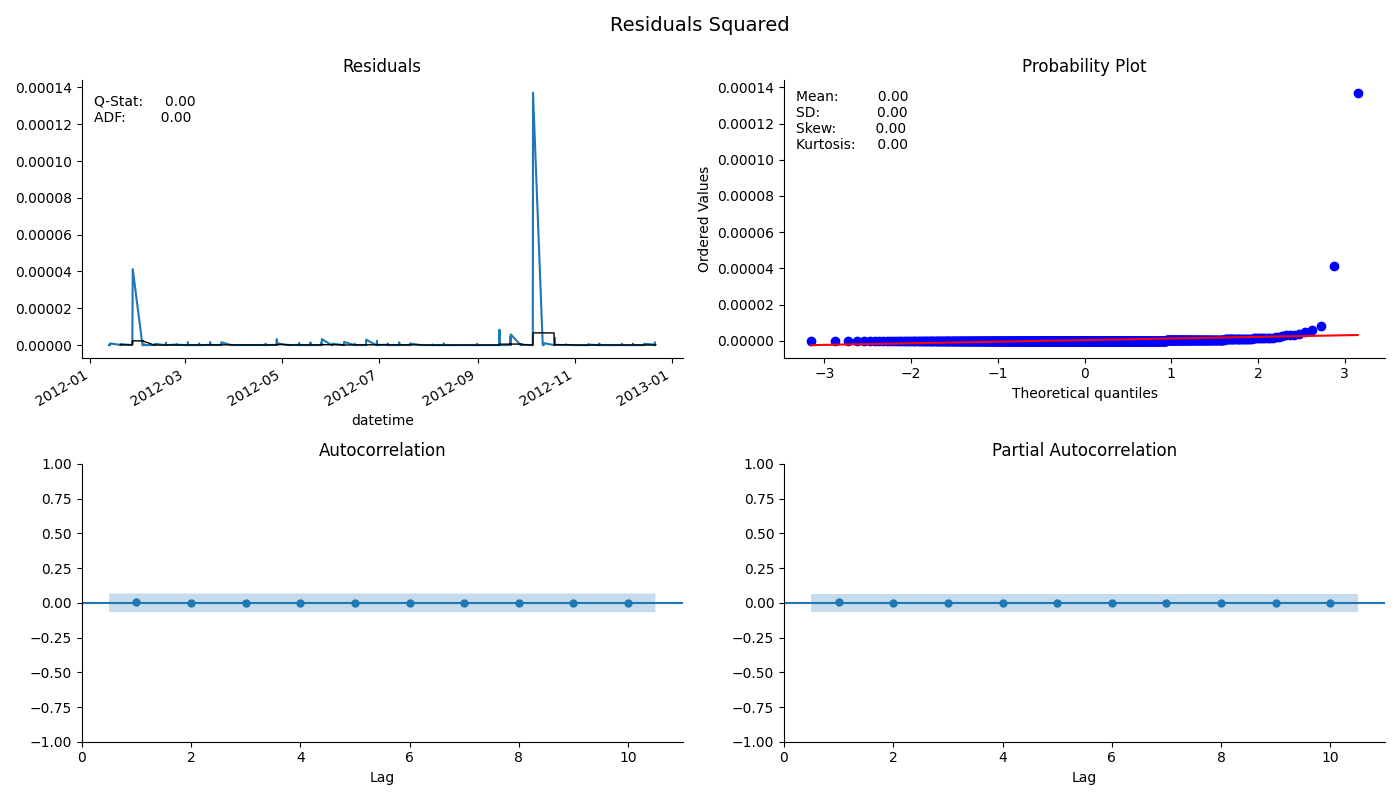 Residuals Squared
Residuals
Q-Stat: 0.00
ADF: 0.00
0.00014
0.00012
0.00010
0.00008
0.00006
0.00004
0.00002
0.00000
2012-01
2012-03
2012-05
2012-07
2012-09
2012-11
2013-01
datetime
Probability Plot
Mean: 0.00
SD: 0.00
Skew: 0.00
Kurtosis: 0.00
Ordered Values
0.00014
0.00012
0.00010
0.00008
0.00006
0.00004
0.00002
0.00000
−3 −2 −1 0 1 2 3
Theoretical quantiles
Autocorrelation
1.00
0.75
0.50
0.25
0.00
−0.25
−0.50
−0.75
−1.00
0 2 4 6 8 10
Lag
Partial Autocorrelation
1.00
0.75
0.50
0.25
0.00
−0.25
−0.50
−0.75
−1.00
0 2 4 6 8 10
Lag